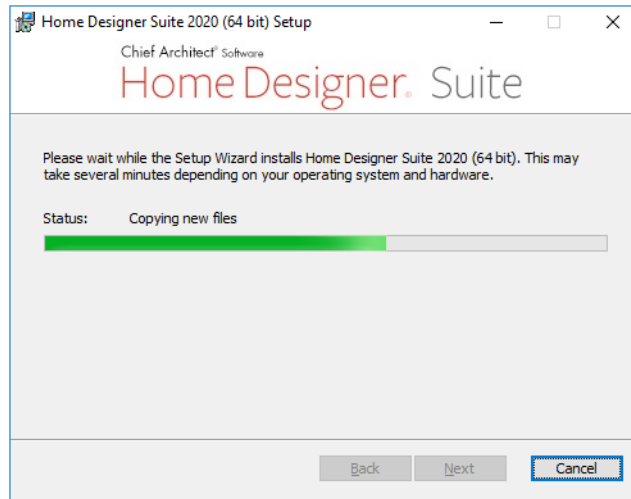 Home Designer Suite 2020 (64 bit) Setup
Chief Architect® Software
Home Designer® Suite
Please wait while the Setup Wizard installs Home Designer Suite 2020 (64 bit). This may
take several minutes depending on your operating system and hardware.
Status: Copying new files
Back Next Cancel